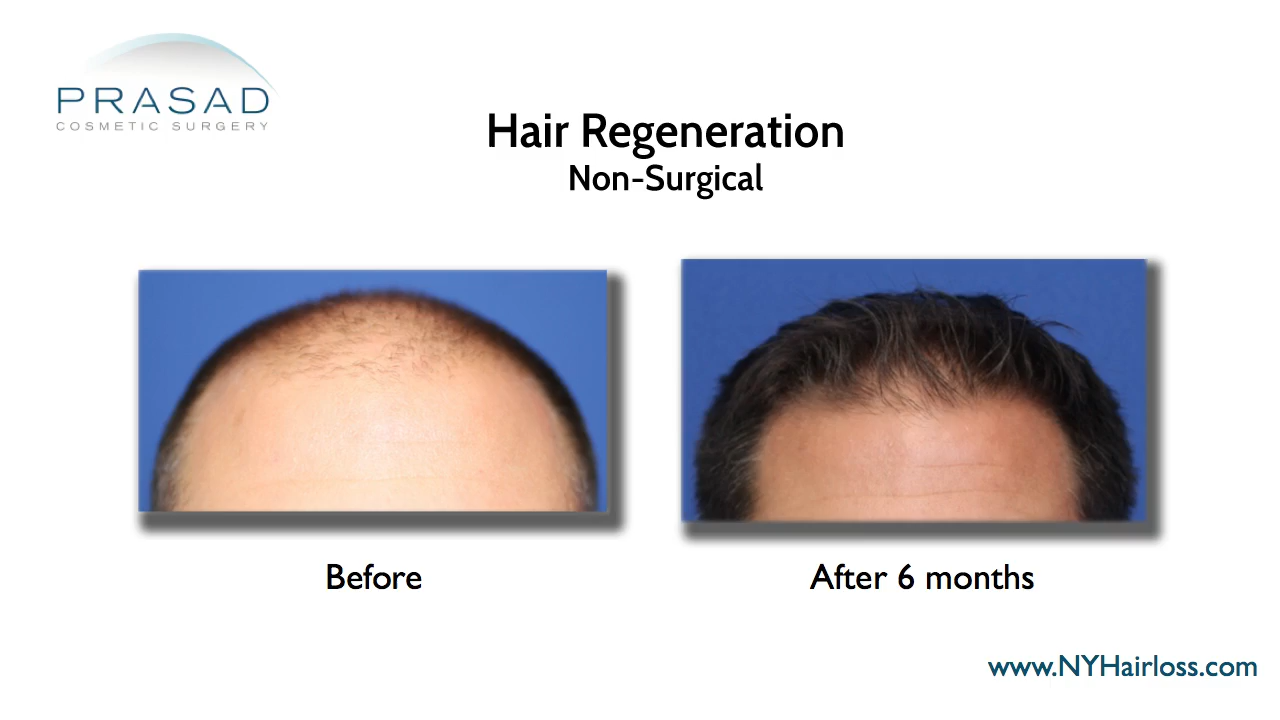 PRASAD
COSMETIC SURGERY
Hair Regeneration
Non-Surgical
Before
After 6 months
www.NYHairloss.com